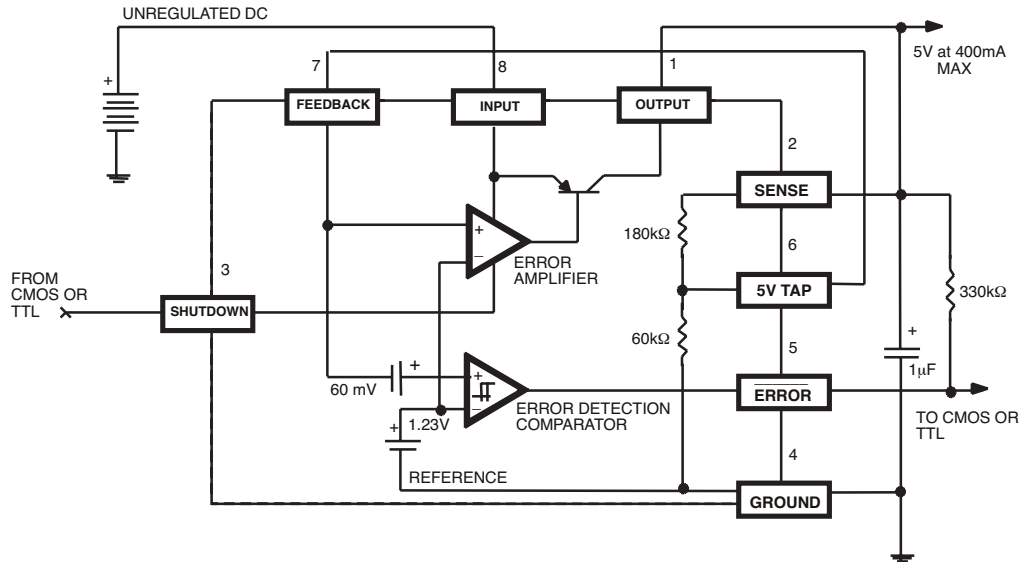 UNREGULATED DC
5V at 400mA
MAX
7
8
1
FEEDBACK
INPUT
OUTPUT
+
2
SENSE
180kΩ
6
+
−
ERROR
AMPLIFIER
3
FROM
CMOS OR
TTL
SHUTDOWN
5V TAP
330kΩ
60kΩ
5
+
1µF
60 mV
+
+
−
ERROR
ERROR DETECTION
COMPARATOR
+
1.23V
TO CMOS OR
TTL
4
REFERENCE
GROUND